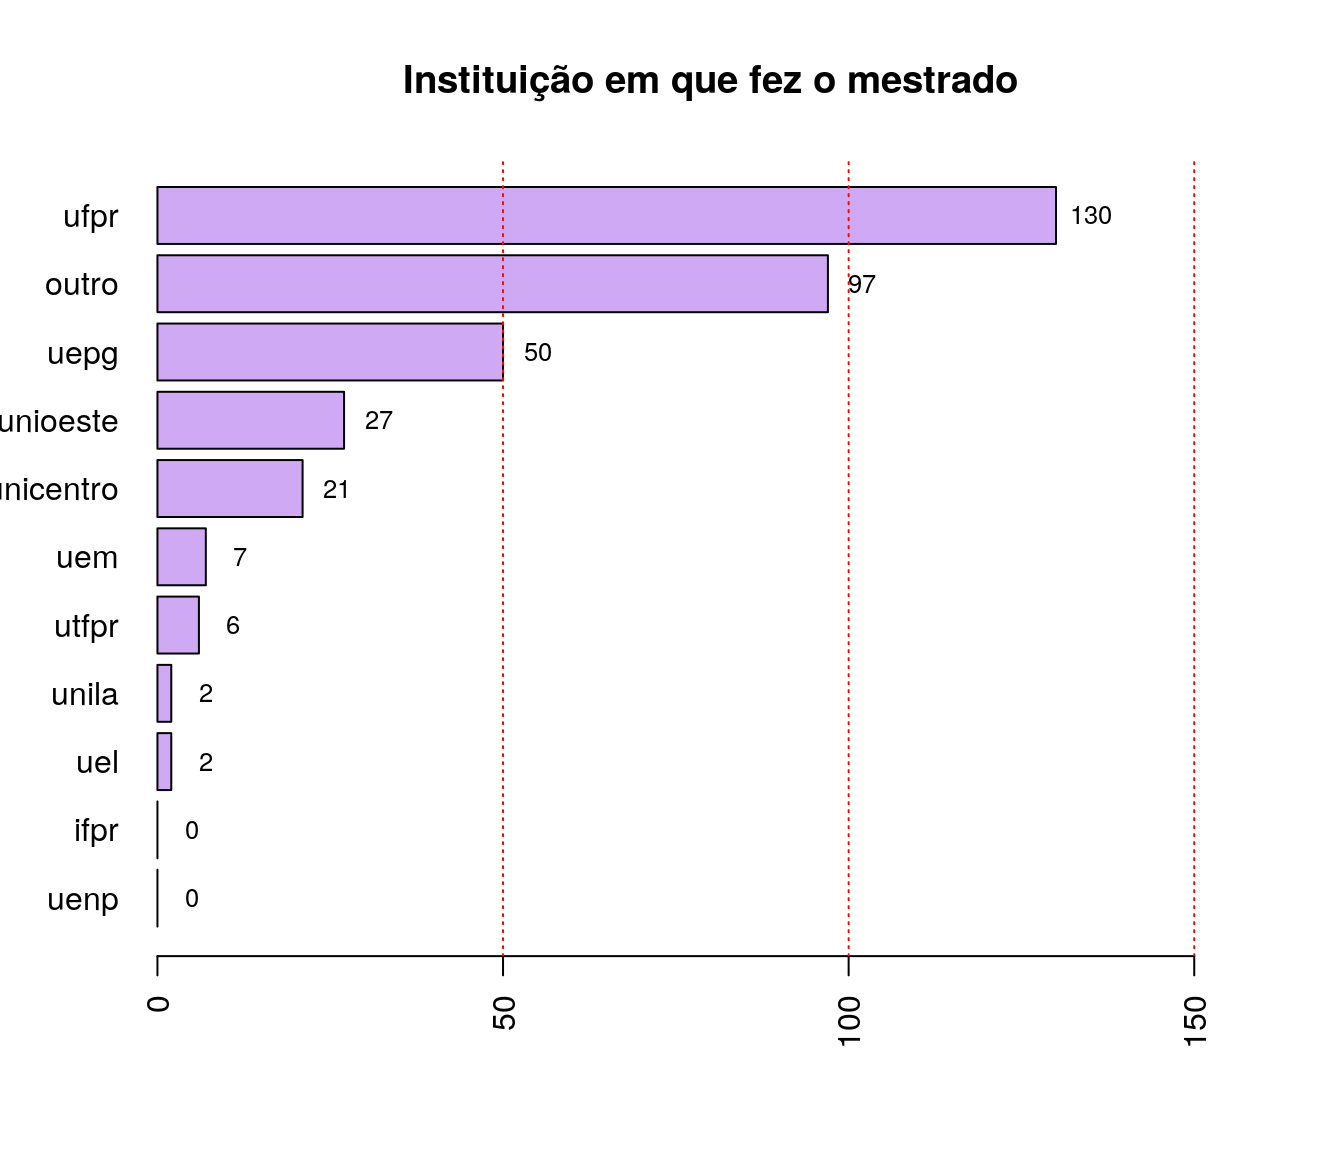 Instituição em que fez o mestrado
ufpr 130
outro 97
uepg 50
unioeste 27
unicentro 21
uem 7
utfpr 6
unila 2
uel 2
ifpr 0
uenp 0
0 50 100 150